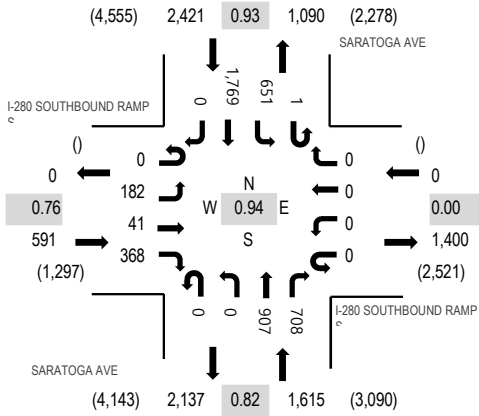 (4,555) 2,421 0.93 1,090 (2,278)
SARATOGA AVE
0 1,769 651 1
I-280 SOUTHBOUND RAMP
S
() 0 0 ()
0 182 N 0 0
0.76 41 W 0.94 E 0 0.00
591 368 S 0 1,400
(1,297) (2,521)
0 0 907 708
I-280 SOUTHBOUND RAMP
S
SARATOGA AVE
(4,143) 2,137 0.82 1,615 (3,090)